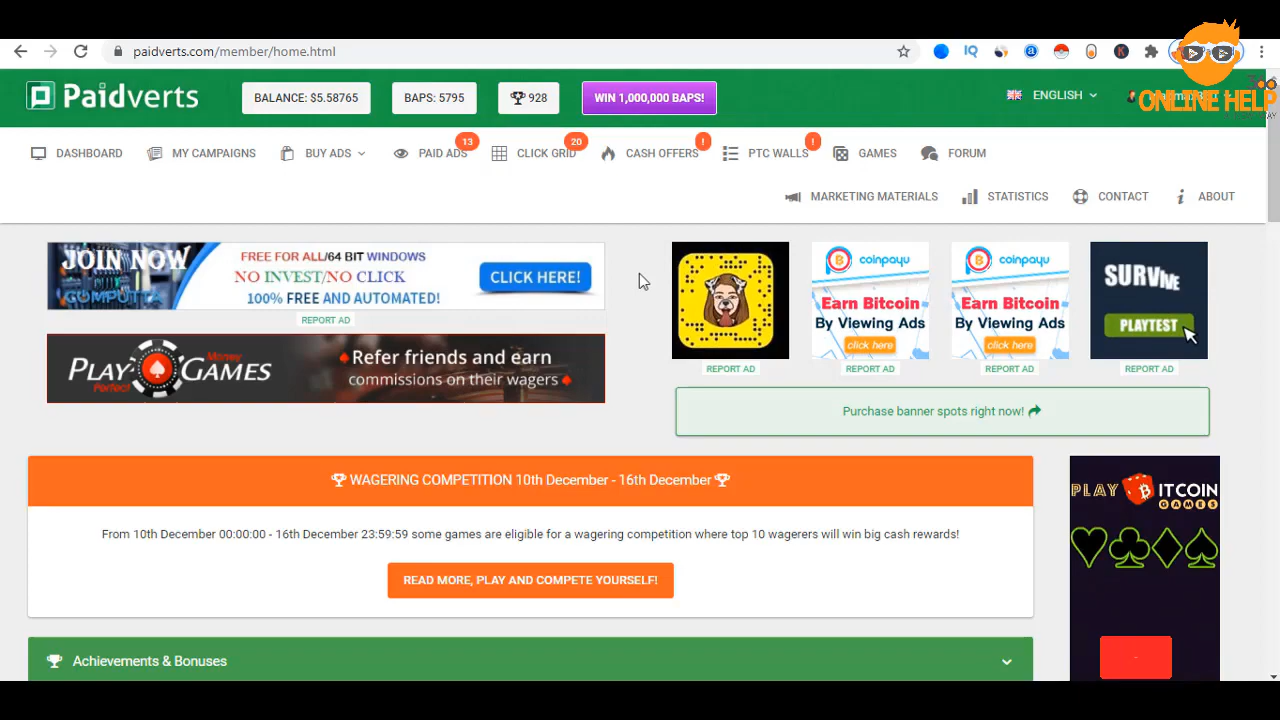 paidverts.com/member/home.html
IQ
ONLINE HELP
Paidverts
BALANCE: $5.58765
BAPS: 5795
928
WIN 1,000,000 BAPS!
ENGLISH
DASHBOARD
MY CAMPAIGNS
BUY ADS
PAID ADS
13
CLICK GRID
20
CASH OFFERS
!
PTC WALLS
!
GAMES
FORUM
MARKETING MATERIALS
STATISTICS
CONTACT
ABOUT
JOIN NOW
COMPUTTA
FREE FOR ALL/64 BIT WINDOWS
NO INVEST/NO CLICK
100% FREE AND AUTOMATED!
CLICK HERE!
REPORT AD
PLAY GAMES
Perfect Money
Refer friends and earn
commissions on their wagers
REPORT AD
coinpayu
Earn Bitcoin
By Viewing Ads
click here
REPORT AD
coinpayu
Earn Bitcoin
By Viewing Ads
click here
REPORT AD
SURVIVE
PLAYTEST
REPORT AD
Purchase banner spots right now!
WAGERING COMPETITION 10th December - 16th December
From 10th December 00:00:00 - 16th December 23:59:59 some games are eligible for a wagering competition where top 10 wagerers will win big cash rewards!
READ MORE, PLAY AND COMPETE YOURSELF!
PLAY BITCOIN
GAMES
Achievements & Bonuses